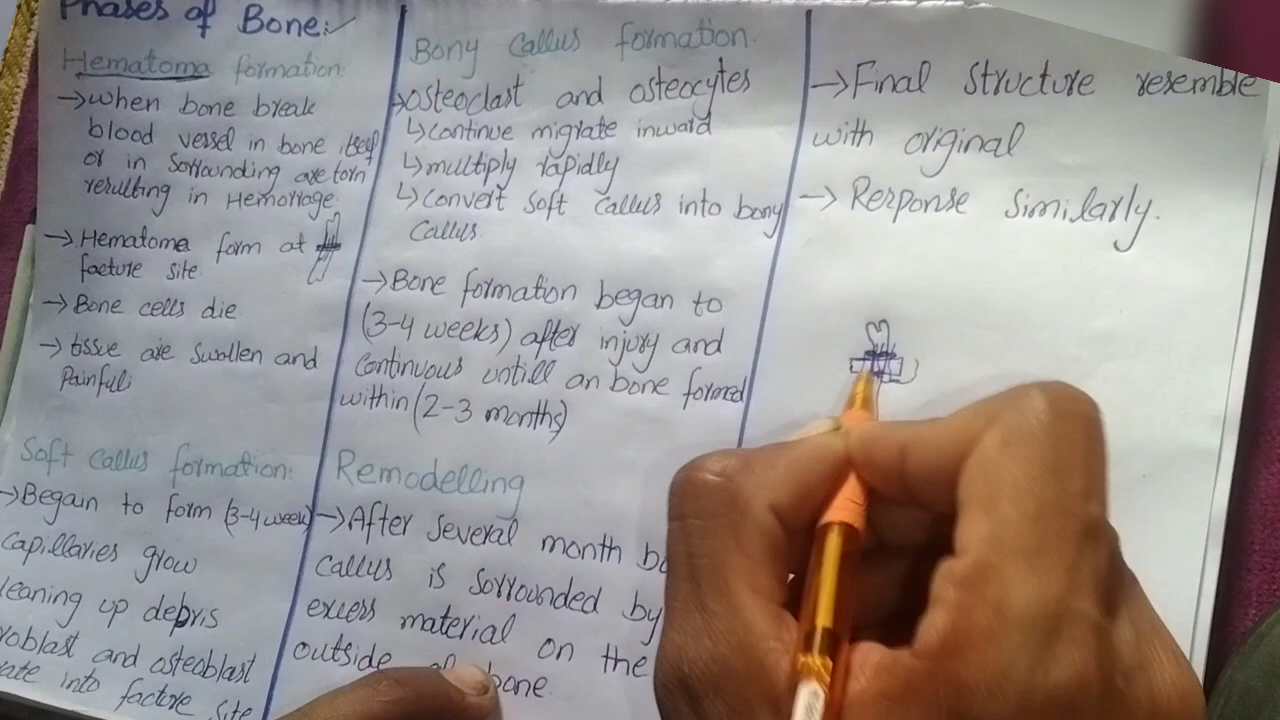 Phases of Bone:
Hematoma formation:
→when bone break
blood vessel in bone itself
or in sorrounding are torn
resulting in Hemorrage.
→Hematoma form at
facture site.
→Bone cells die
→tissue are swollen and
Painful.
Soft Callus formation:
→Begain to form (3-4 week)
Capillaries grow
leaning up debris
roblast and osteoblast
rate into facture site
Bony Callus formation.
→osteoclast and osteocytes
↳continue migrate inward
↳multiply rapidly
↳convert soft callus into bony
Callus.
→Bone formation began to
(3-4 weeks) after injury and
continuous untill an bone formed
within (2-3 months)
Remodelling
→After several month bo
callus is sorrounded by
excess material on the
outside of bone.
→Final structure resemble
with original
→Response similarly.